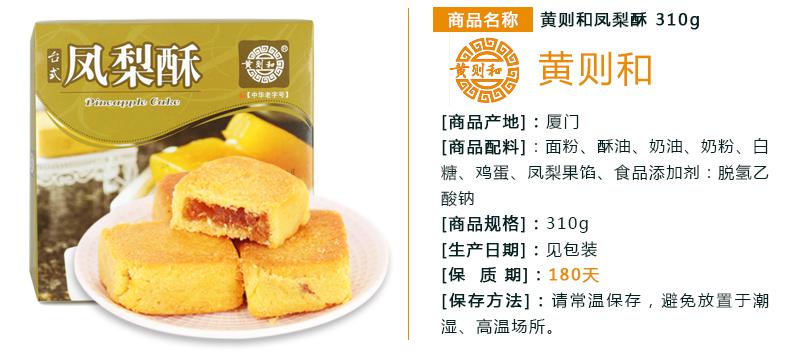 台式
凤梨酥
Pineapple Cake
黄则和®
【中华老字号】
商品名称 黄则和凤梨酥 310g
黄则和 黄则和
[商品产地]：厦门
[商品配料]：面粉、酥油、奶油、奶粉、白
糖、鸡蛋、凤梨果馅、食品添加剂：脱氢乙
酸钠
[商品规格]：310g
[生产日期]：见包装
[保 质 期]：180天
[保存方法]：请常温保存，避免放置于潮
湿、高温场所。